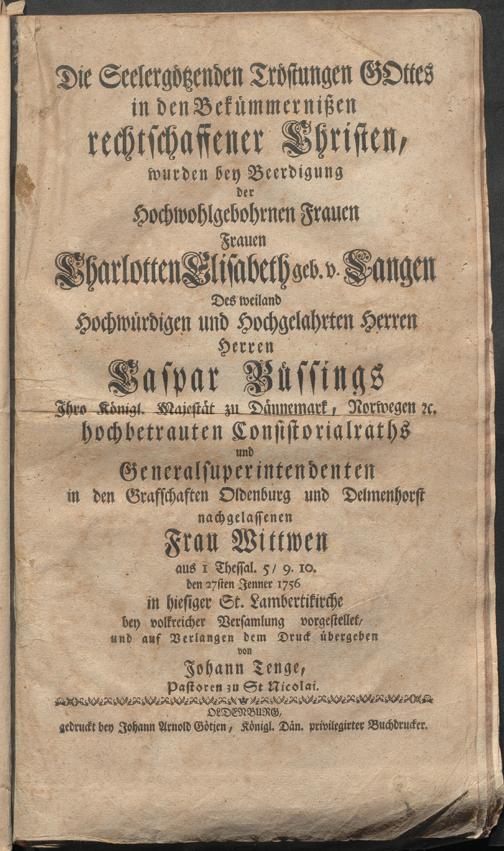 Die Seelergötzenden Tröstungen GOttes
in den Bekümmernißen
rechtschaffener Christen,
wurden bey Beerdigung
der
Hochwohlgebohrnen Frauen
Frauen
Charlotten Elisabeth geb. v. Langen
Des weiland
Hochwürdigen und Hochgelahrten Herren
Herren
Caspar Büssings
Ihro Königl. Majestät zu Dännemark, Norwegen ꝛc.
hochbetrauten Consistorialraths
und
Generalsuperintendenten
in den Grafschaften Oldenburg und Delmenhorst
nachgelassenen
Frau Wittwen
aus 1 Thessal. 5/ 9. 10.
den 27sten Jenner 1756
in hiesiger St. Lambertikirche
bey volkreicher Versamlung vorgestellet,
und auf Verlangen dem Druck übergeben
von
Johann Tenge,
Pastoren zu St Nicolai.
OLDENBURG,
gedruckt bey Johann Arnold Götjen, Königl. Dän. privilegirter Buchdrucker.